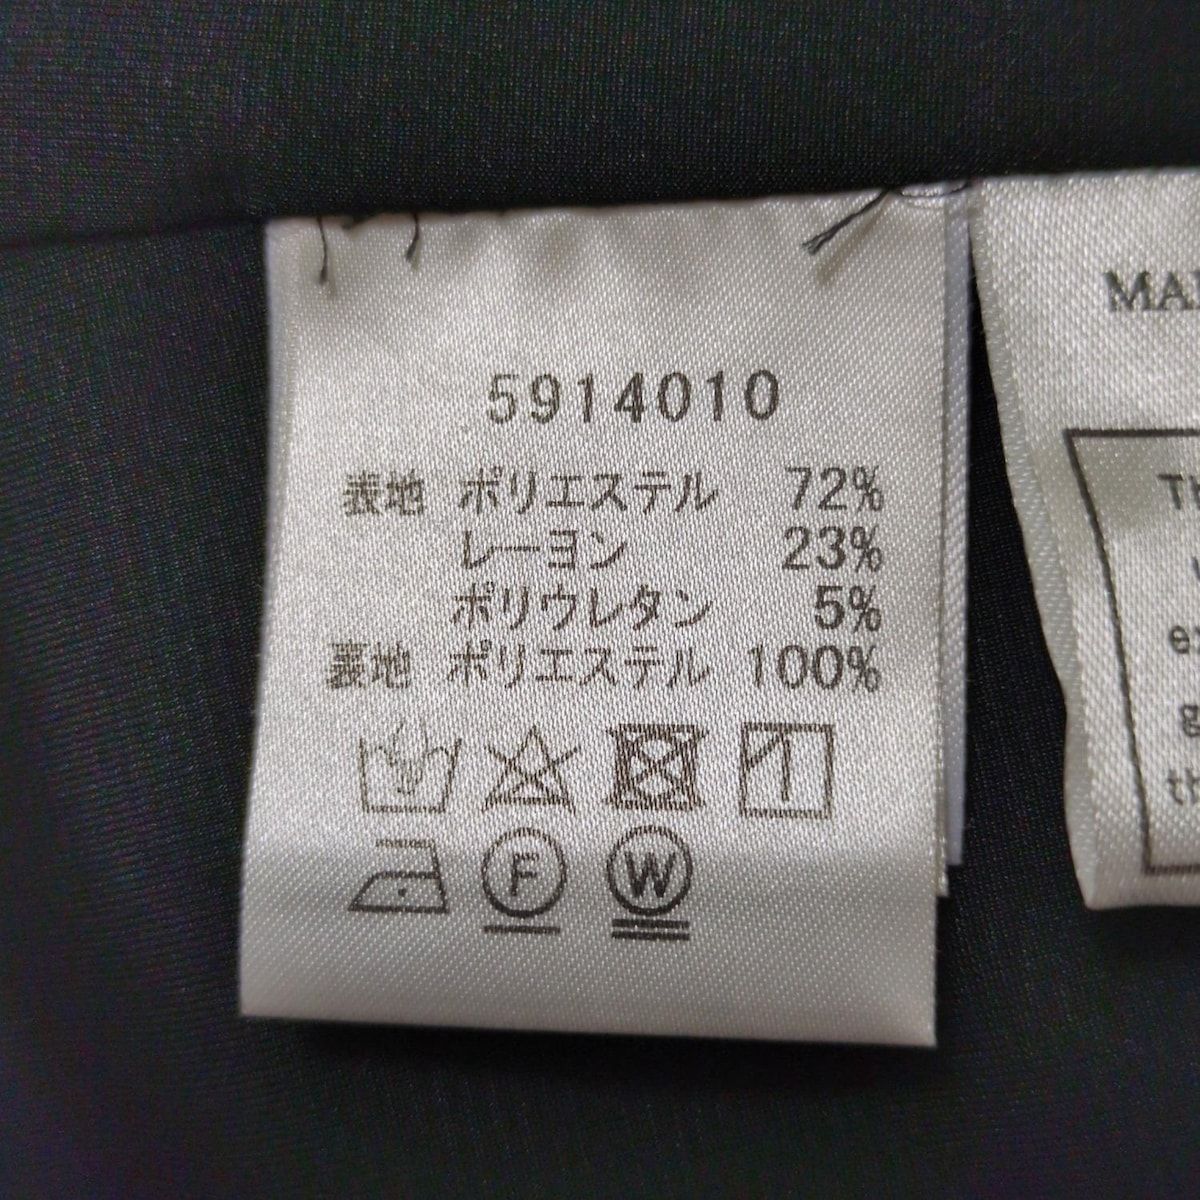 5914010
表地 ポリエステル 72%
レーヨン 23%
ポリウレタン 5%
裏地 ポリエステル 100%
F W
MA
TH
g
th